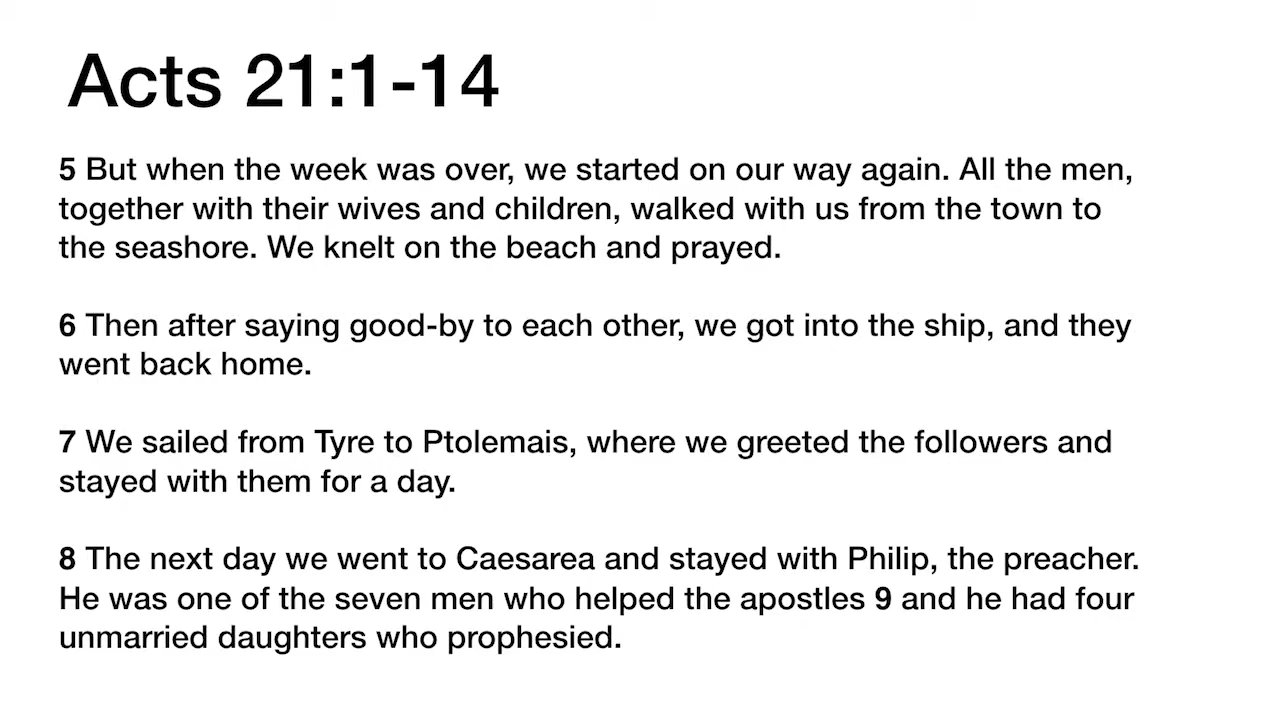 Acts 21:1-14
5 But when the week was over, we started on our way again. All the men,
together with their wives and children, walked with us from the town to
the seashore. We knelt on the beach and prayed.
6 Then after saying good-by to each other, we got into the ship, and they
went back home.
7 We sailed from Tyre to Ptolemais, where we greeted the followers and
stayed with them for a day.
8 The next day we went to Caesarea and stayed with Philip, the preacher.
He was one of the seven men who helped the apostles 9 and he had four
unmarried daughters who prophesied.